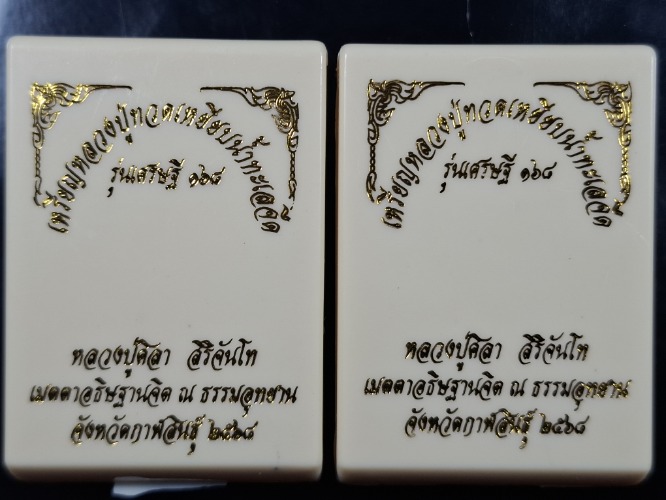 เหรียญหลวงปู่ทวดเหยียบน้ำทะเลจืด
รุ่นเศรษฐี ๑๖๘
หลวงปู่ศิลา สิริจันโท
เมตตาอธิษฐานจิต ณ ธรรมอุทยาน
จังหวัดกาฬสินธุ์ ๒๕๖๘
เหรียญหลวงปู่ทวดเหยียบน้ำทะเลจืด
รุ่นเศรษฐี ๑๖๘
หลวงปู่ศิลา สิริจันโท
เมตตาอธิษฐานจิต ณ ธรรมอุทยาน
จังหวัดกาฬสินธุ์ ๒๕๖๘